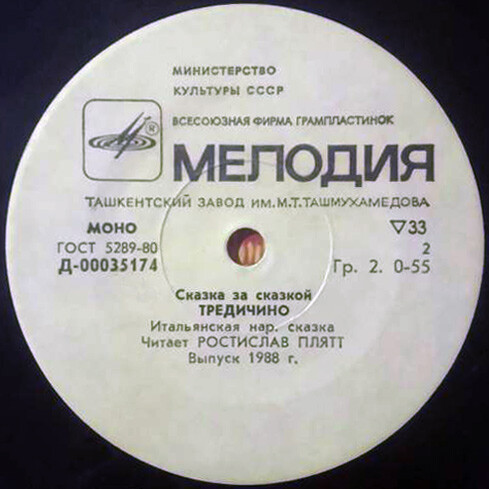 МИНИСТЕРСТВО
КУЛЬТУРЫ СССР
ВСЕСОЮЗНАЯ ФИРМА ГРАМПЛАСТИНОК
®
МЕЛОДИЯ
ТАШКЕНТСКИЙ ЗАВОД ИМ. М.Т.ТАШМУХАМЕДОВА
МОНО ▽33
ГОСТ 5289-80 2
Д-00035174 Гр. 2. 0-55
Сказка за сказкой
ТРЕДИЧИНО
Итальянская нар. сказка
Читает РОСТИСЛАВ ПЛЯТТ
Выпуск 1988 г.